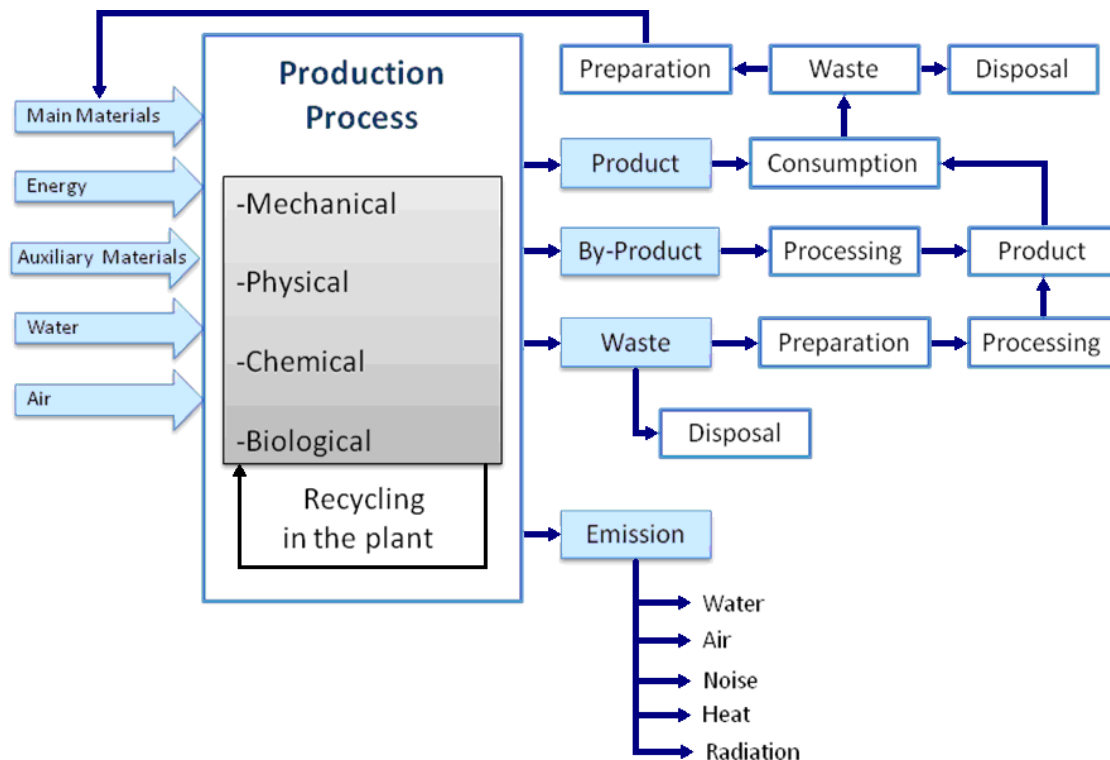 Production
Process
Main Materials
Energy
Auxiliary Materials
Water
Air
-Mechanical
-Physical
-Chemical
-Biological
Recycling
in the plant
Preparation
Waste
Disposal
Product
Consumption
By-Product
Processing
Product
Waste
Preparation
Processing
Disposal
Emission
Water
Air
Noise
Heat
Radiation